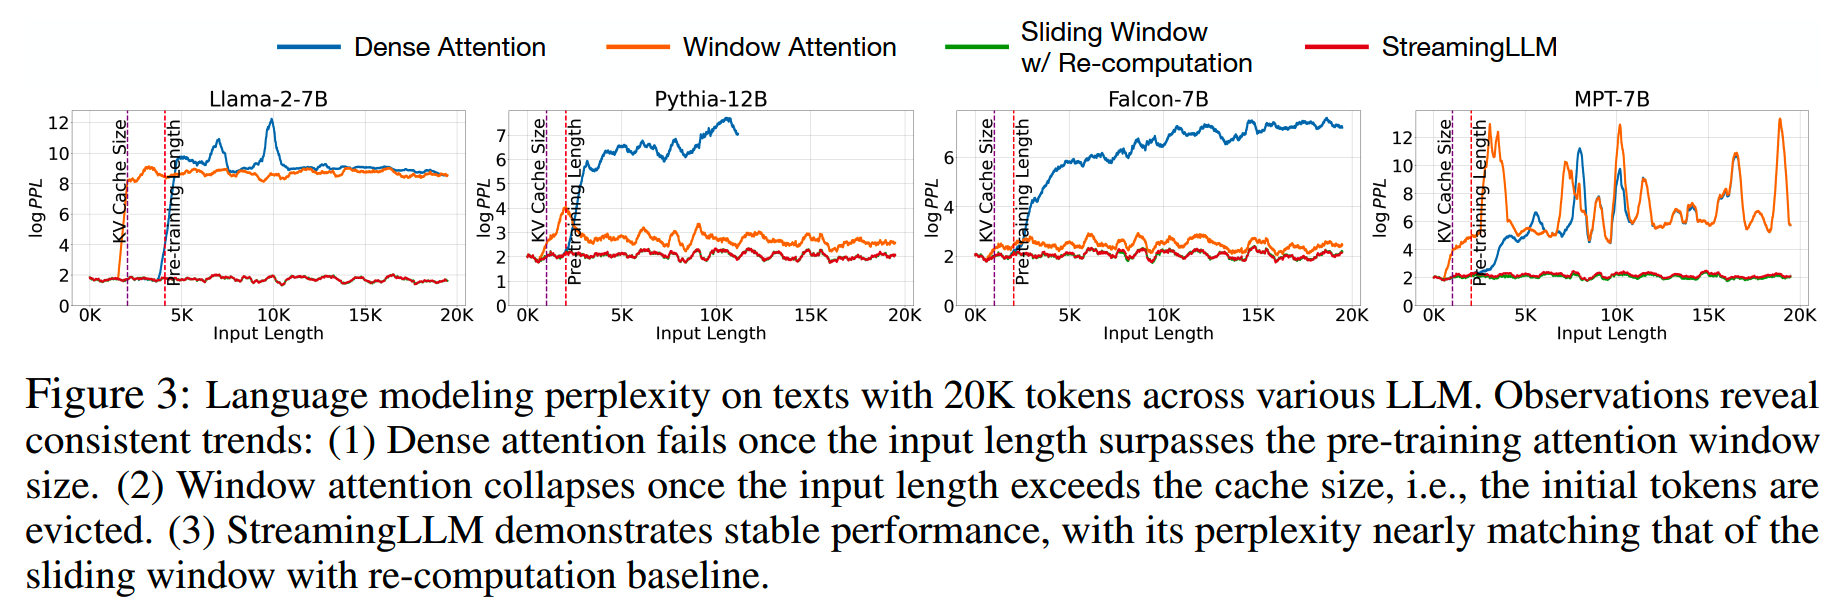 Dense Attention
Window Attention
Sliding Window
w/ Re-computation
StreamingLLM
Llama-2-7B
log PPL
12
10
8
6
4
2
0
KV Cache Size
Pre-training Length
0K 5K 10K 15K 20K
Input Length
Pythia-12B
log PPL
7
6
5
4
3
2
1
0
KV Cache Size
Pre-training Length
0K 5K 10K 15K 20K
Input Length
Falcon-7B
log PPL
6
4
2
0
KV Cache Size
Pre-training Length
0K 5K 10K 15K 20K
Input Length
MPT-7B
log PPL
12
10
8
6
4
2
0
KV Cache Size
Pre-training Length
0K 5K 10K 15K 20K
Input Length
Figure 3: Language modeling perplexity on texts with 20K tokens across various LLM. Observations reveal
consistent trends: (1) Dense attention fails once the input length surpasses the pre-training attention window
size. (2) Window attention collapses once the input length exceeds the cache size, i.e., the initial tokens are
evicted. (3) StreamingLLM demonstrates stable performance, with its perplexity nearly matching that of the
sliding window with re-computation baseline.